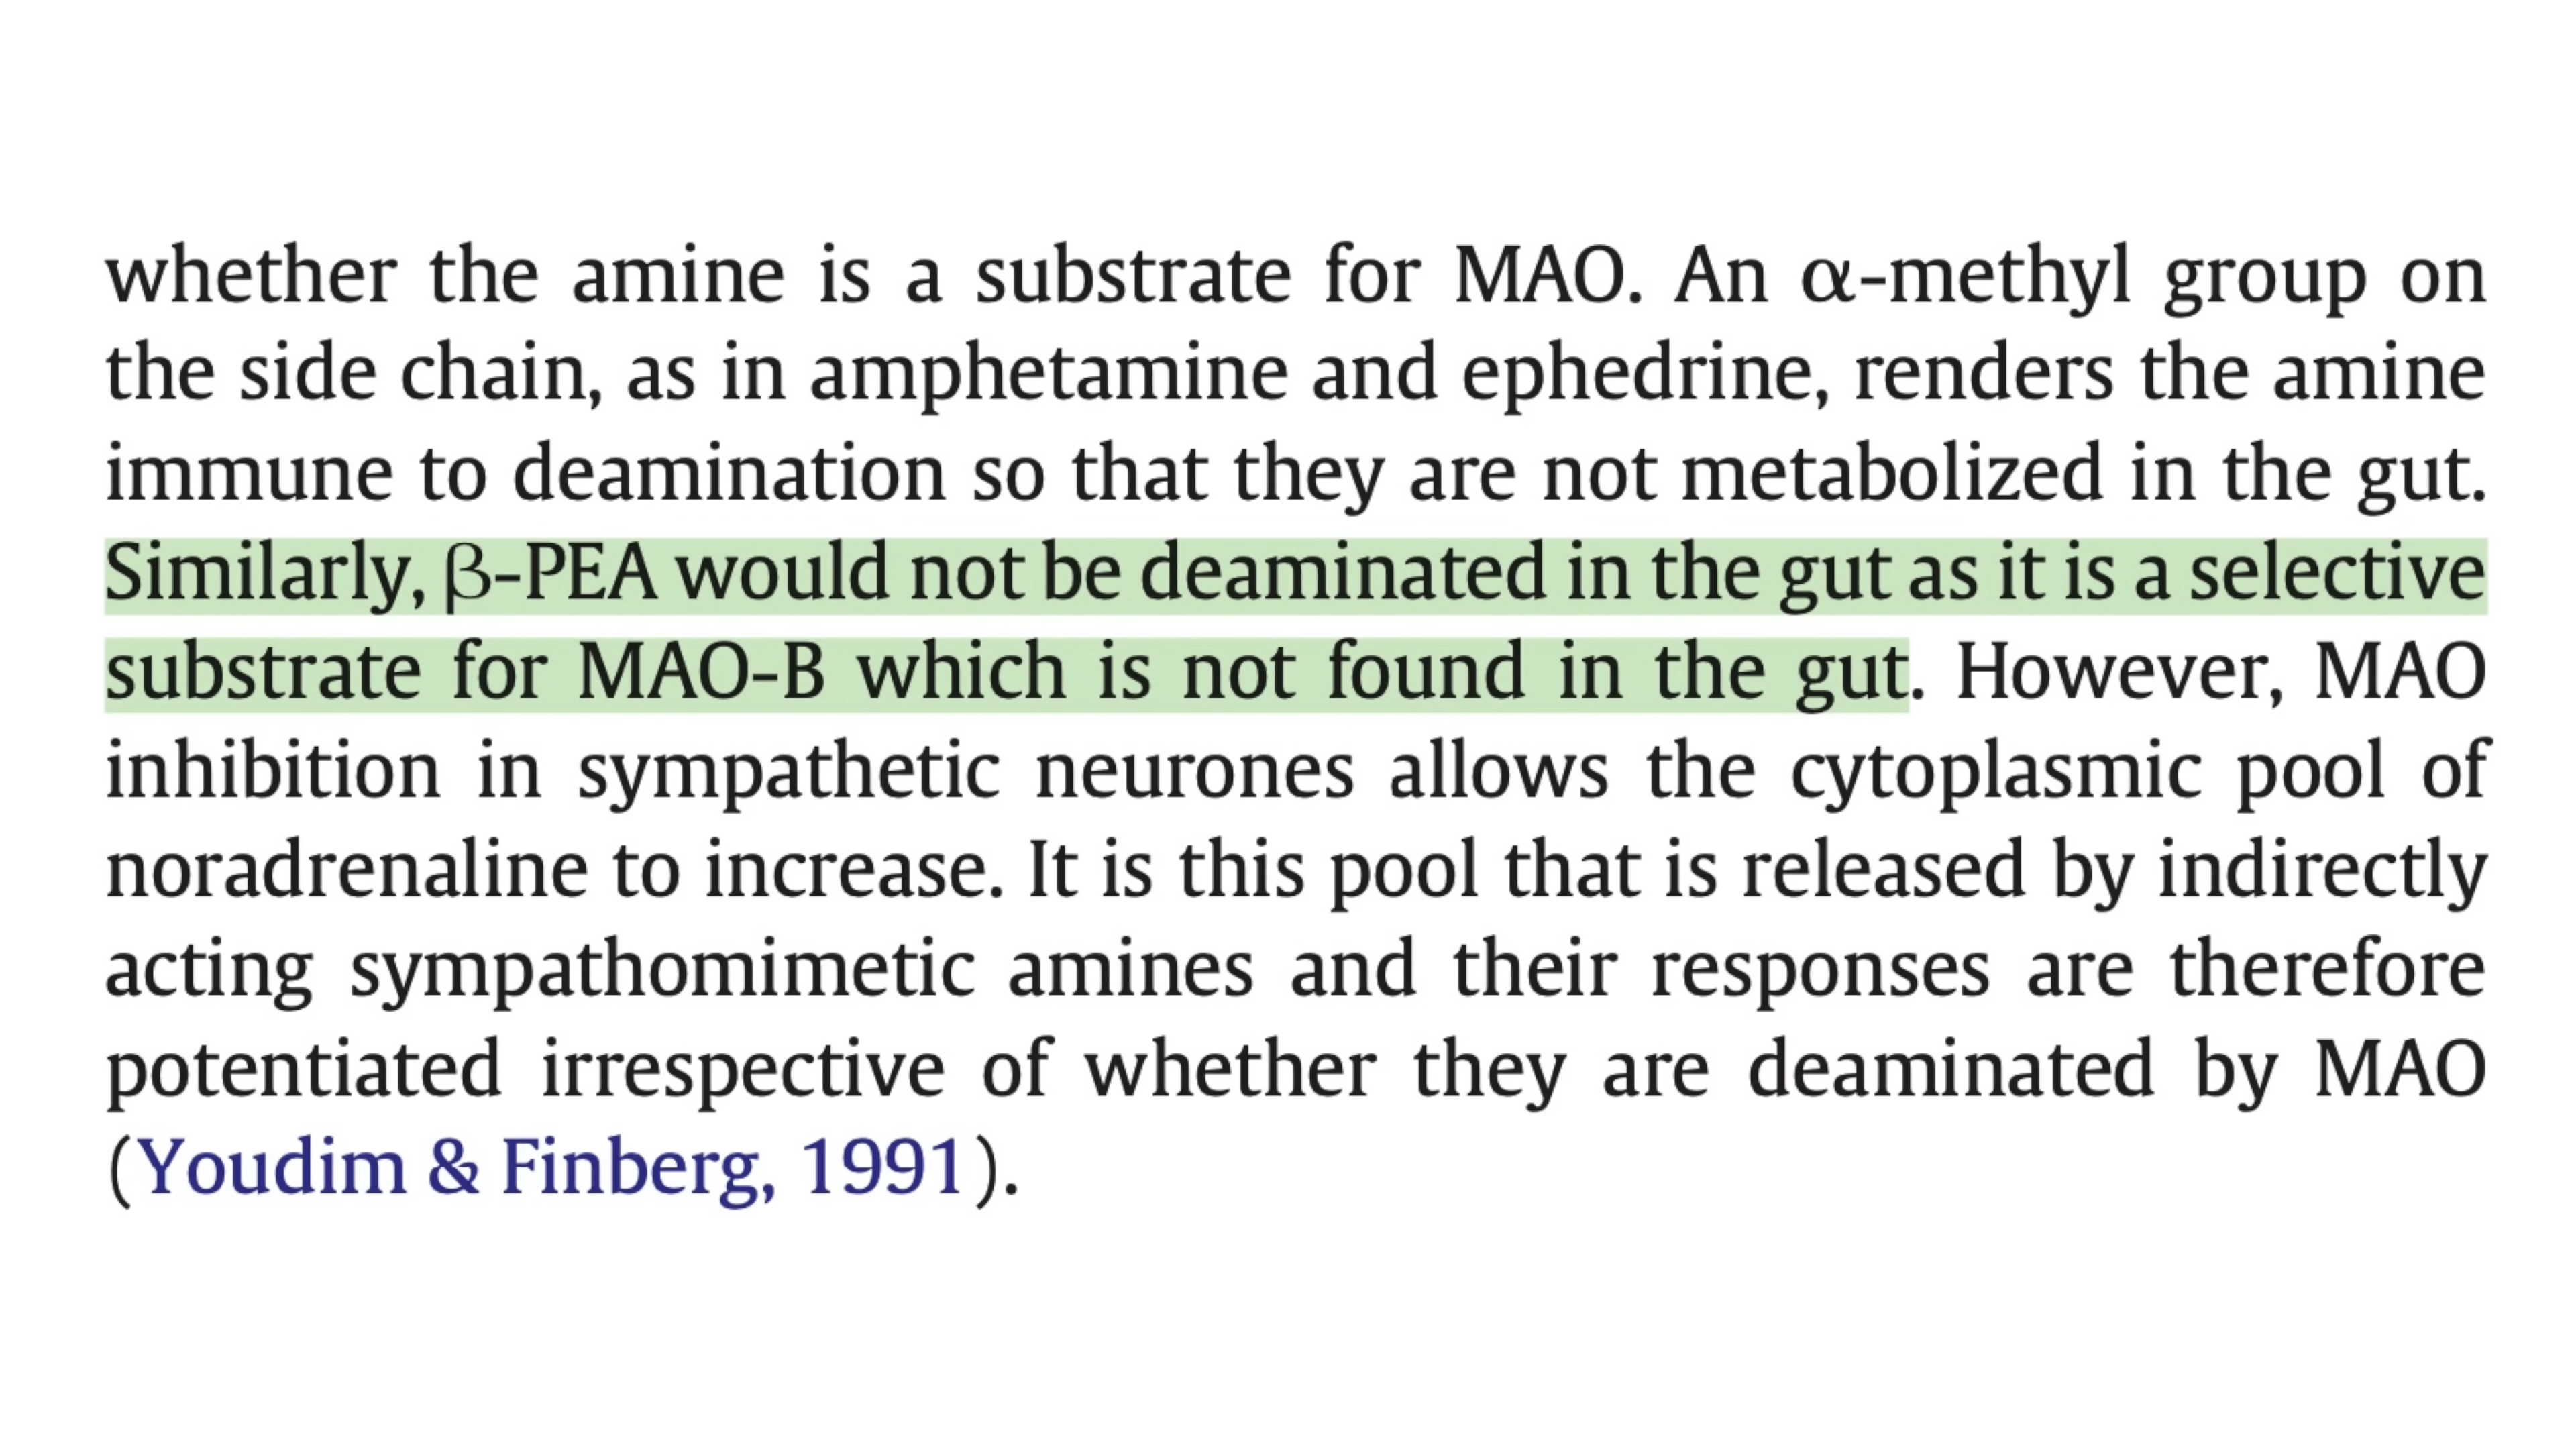 whether the amine is a substrate for MAO. An α-methyl group on
the side chain, as in amphetamine and ephedrine, renders the amine
immune to deamination so that they are not metabolized in the gut.
Similarly, β-PEA would not be deaminated in the gut as it is a selective
substrate for MAO-B which is not found in the gut. However, MAO
inhibition in sympathetic neurones allows the cytoplasmic pool of
noradrenaline to increase. It is this pool that is released by indirectly
acting sympathomimetic amines and their responses are therefore
potentiated irrespective of whether they are deaminated by MAO
(Youdim & Finberg, 1991).